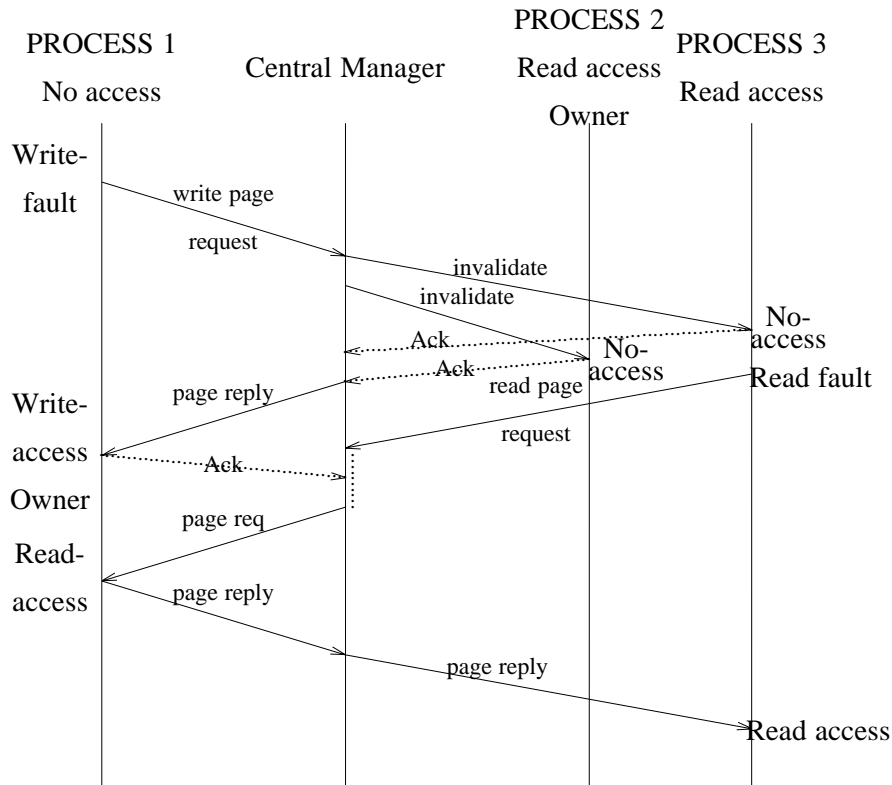 PROCESS 1
No access
Central Manager
PROCESS 2
Read access
Owner
PROCESS 3
Read access
Write-
fault
write page
request
invalidate
invalidate
No-
access
Ack
No-
access
Ack
Read fault
read page
request
page reply
Write-
access
Owner
Ack
page req
Read-
access
page reply
page reply
Read access